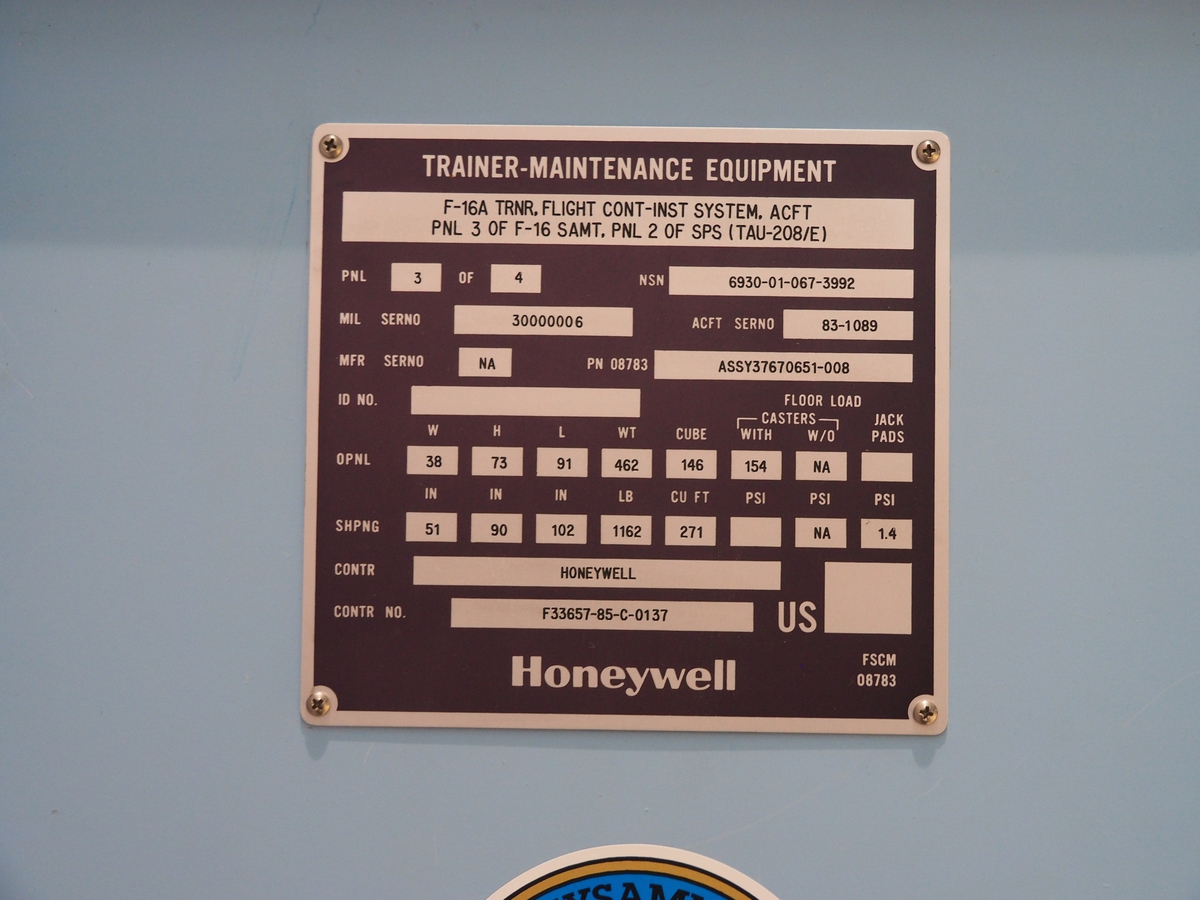 TRAINER-MAINTENANCE EQUIPMENT
F-16A TRNR, FLIGHT CONT-INST SYSTEM, ACFT
PNL 3 OF F-16 SAMT, PNL 2 OF SPS (TAU-208/E)
PNL 3 OF 4 NSN 6930-01-067-3992
MIL SERNO 30000006 ACFT SERNO 83-1089
MFR SERNO NA PN 08783 ASSY37670651-008
ID NO. FLOOR LOAD
CASTERS JACK
W H L WT CUBE WITH W/O PADS
OPNL 38 73 91 462 146 154 NA
IN IN IN LB CU FT PSI PSI PSI
SHPNG 51 90 102 1162 271 NA 1.4
CONTR HONEYWELL
CONTR NO. F33657-85-C-0137 US
Honeywell FSCM
08783